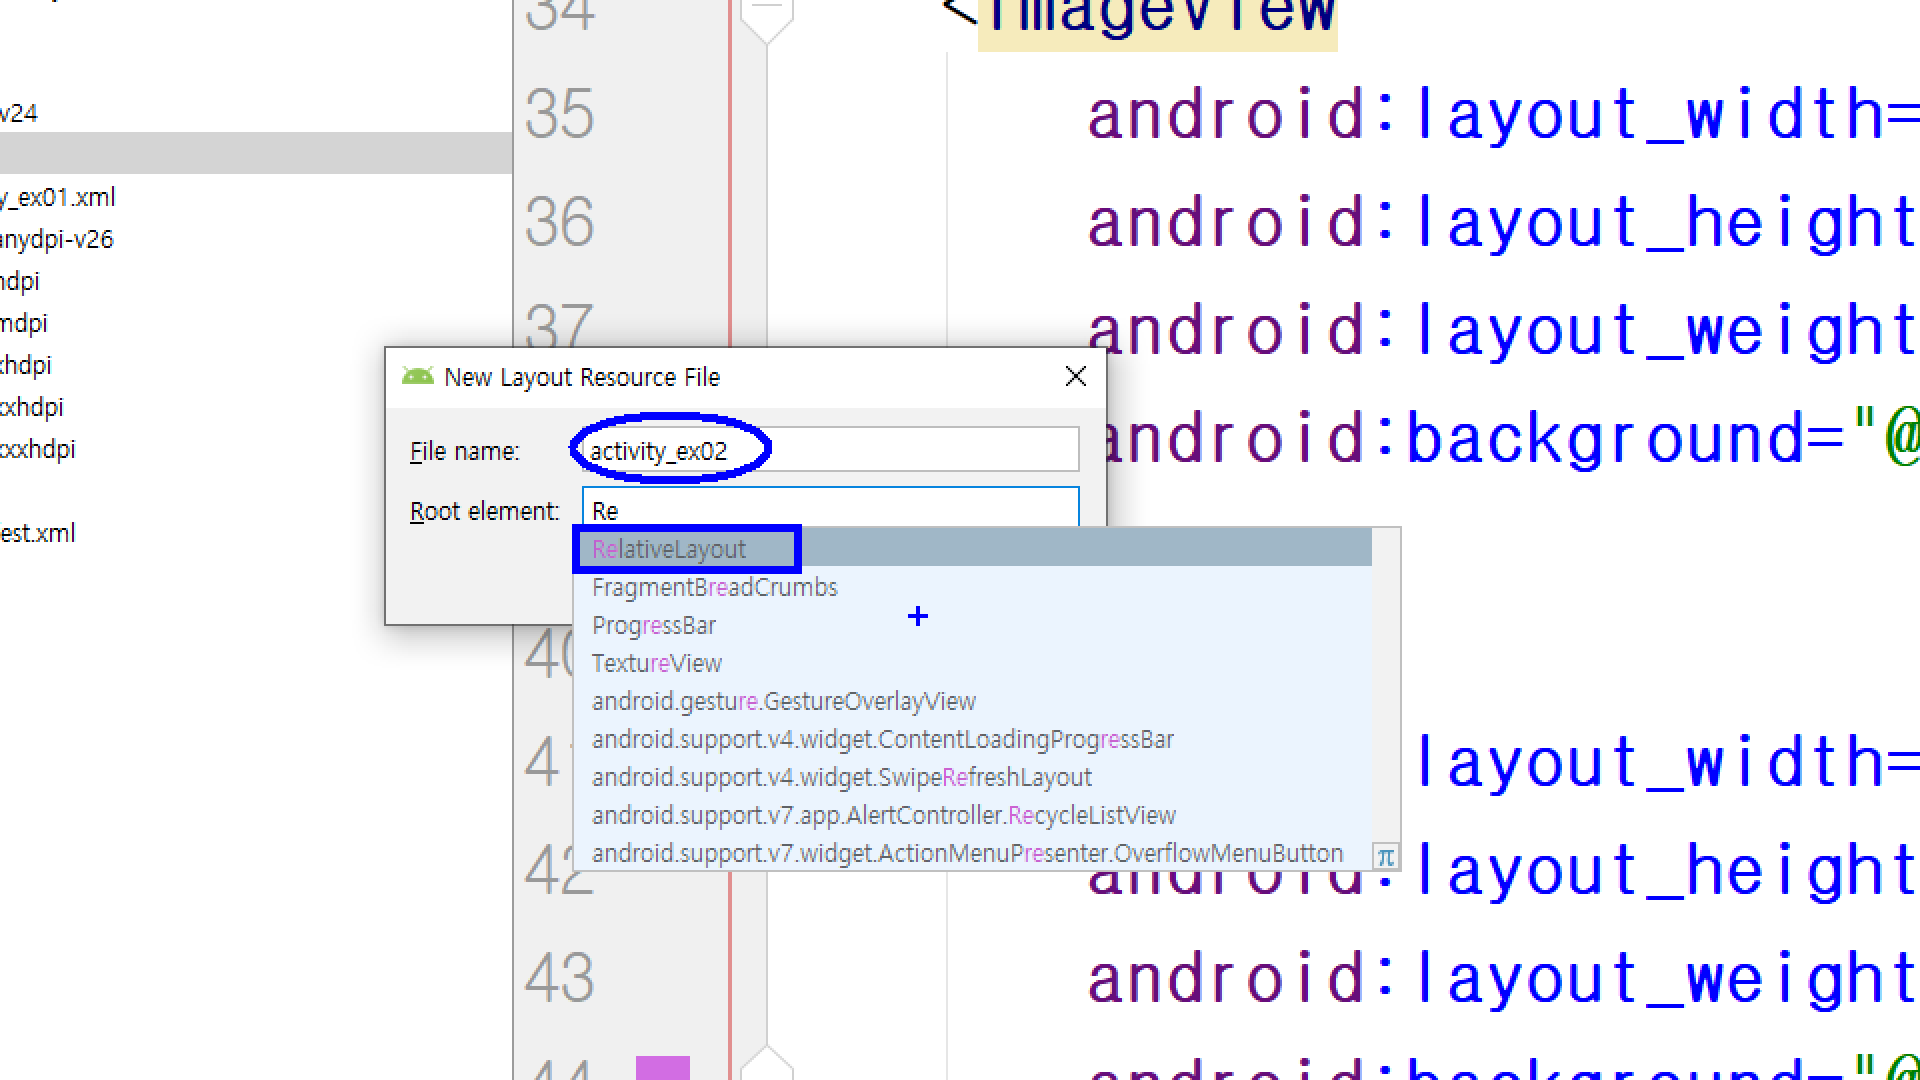 v24
y_ex01.xml
anydpi-v26
hdpi
mdpi
xhdpi
xxhdpi
xxxhdpi
est.xml
34 <ImageView
35 android:layout_width=
36 android:layout_height
37 android:layout_weight
android:background="@
New Layout Resource File
File name: activity_ex02
Root element: Re
RelativeLayout
FragmentBreadCrumbs
ProgressBar
TextureView
android.gesture.GestureOverlayView
android.support.v4.widget.ContentLoadingProgressBar
android.support.v4.widget.SwipeRefreshLayout
android.support.v7.app.AlertController.RecycleListView
android.support.v7.widget.ActionMenuPresenter.OverflowMenuButton
π
40
41 layout_width=
42 android:layout_height
43 android:layout_weight
44 android:background="@